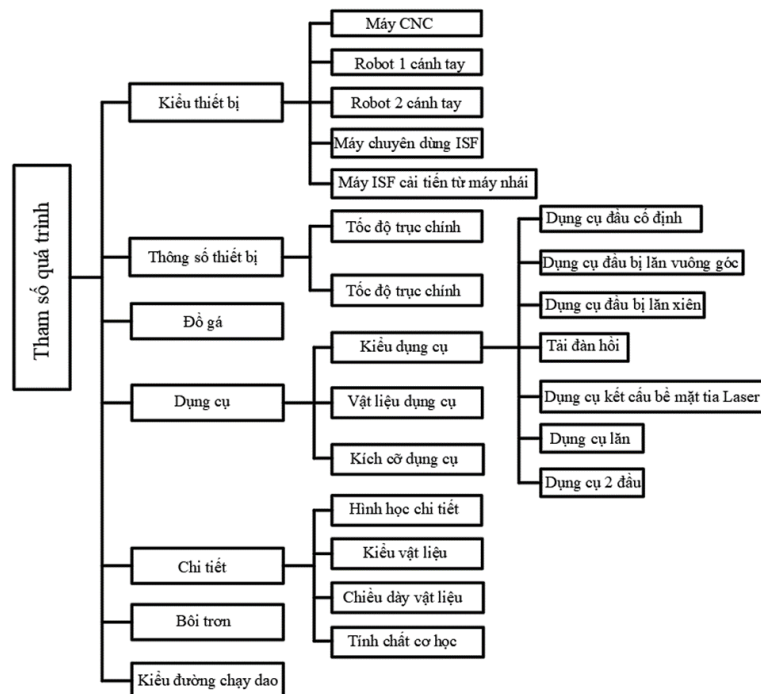 Tham số quá trình
Kiểu thiết bị
Máy CNC
Robot 1 cánh tay
Robot 2 cánh tay
Máy chuyên dùng ISF
Máy ISF cải tiến từ máy nhái
Thông số thiết bị
Tốc độ trục chính
Tốc độ trục chính
Đồ gá
Dụng cụ
Kiểu dụng cụ
Dụng cụ đầu cố định
Dụng cụ đầu bị lăn vuông góc
Dụng cụ đầu bị lăn xiên
Tải đàn hồi
Dụng cụ kết cấu bề mặt tia Laser
Dụng cụ lăn
Dụng cụ 2 đầu
Vật liệu dụng cụ
Kích cỡ dụng cụ
Chi tiết
Hình học chi tiết
Kiểu vật liệu
Chiều dày vật liệu
Tính chất cơ học
Bôi trơn
Kiểu đường chạy dao